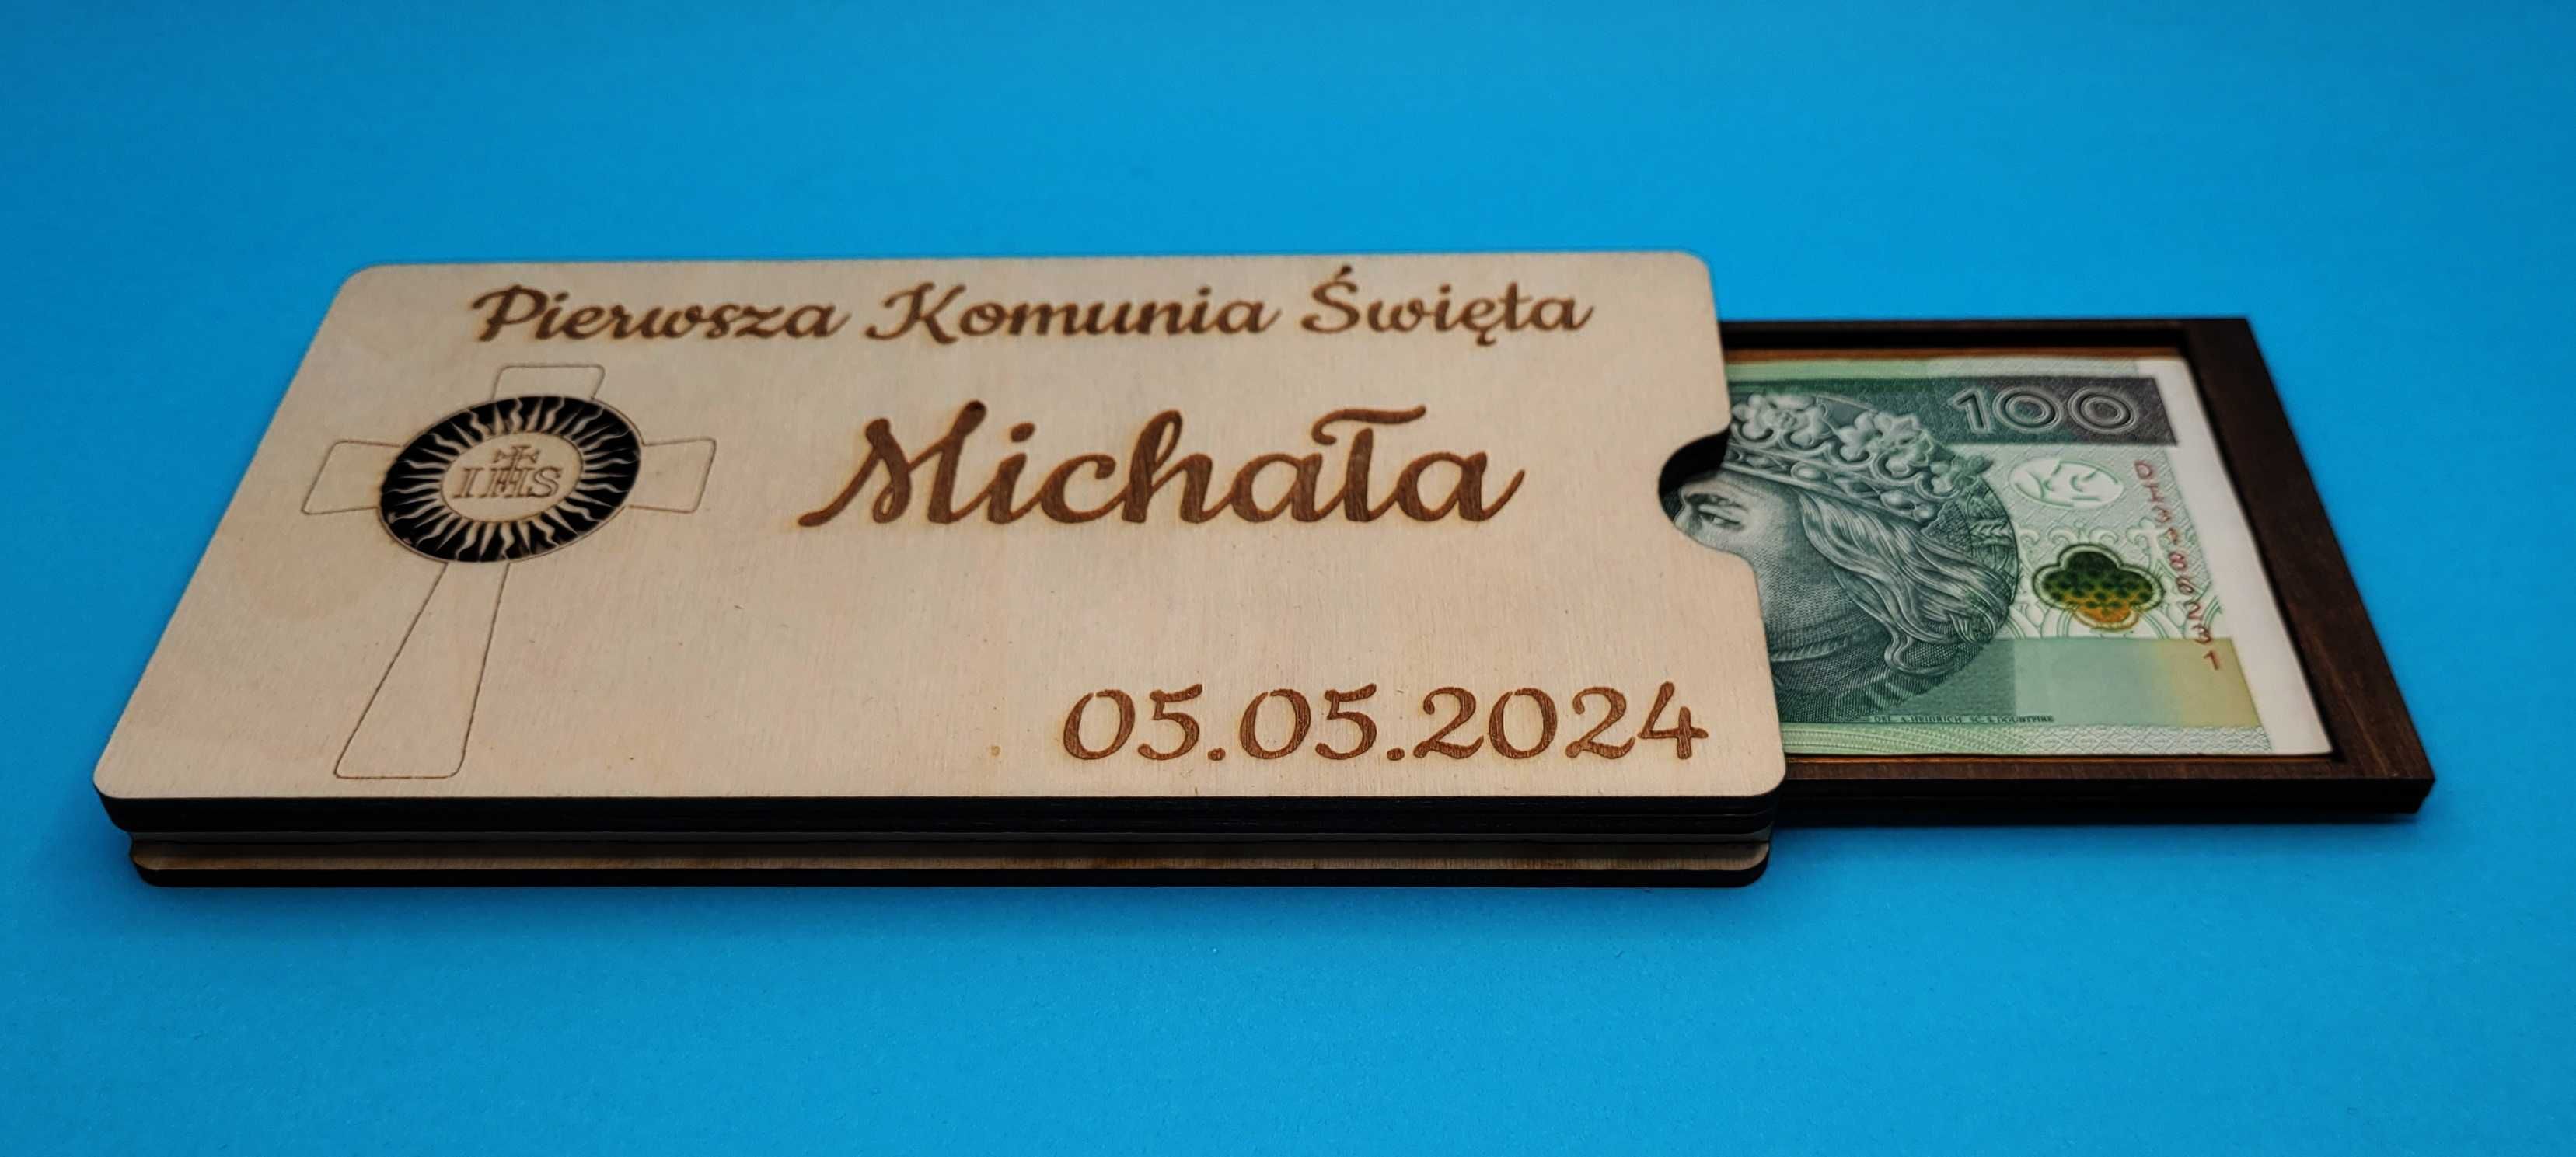 Pierwsza Komunia Święta
IHS
Michała
05.05.2024
100